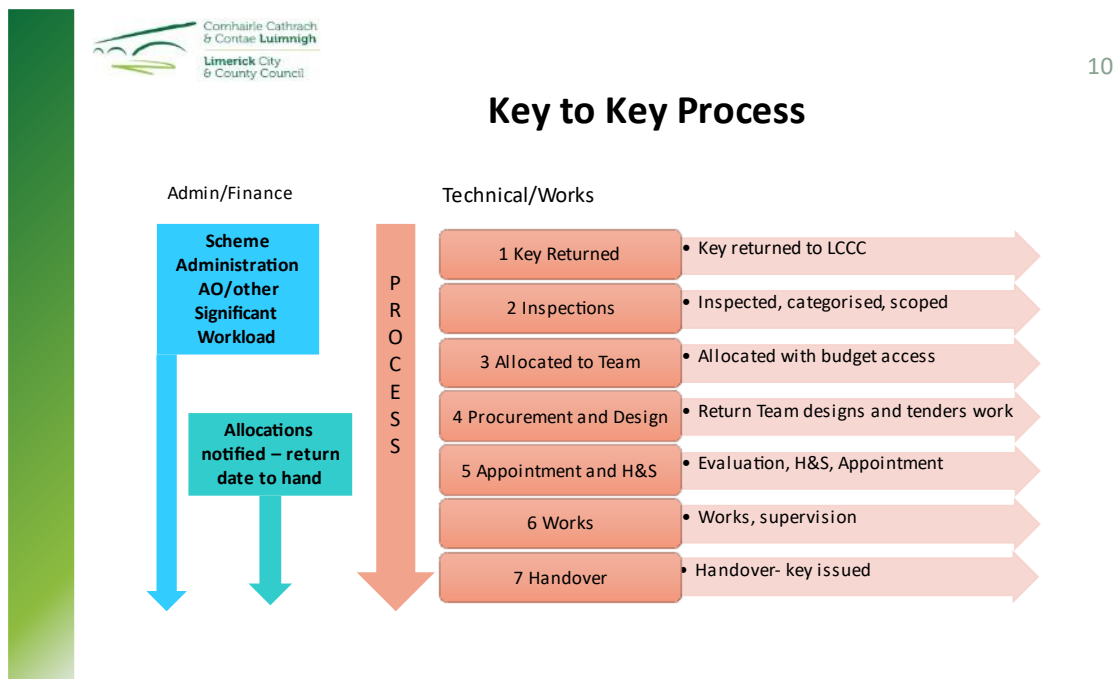 Comhairle Cathrach
& Contae Luimnigh
Limerick City
& County Council
10
Key to Key Process
Admin/Finance
Technical/Works
Scheme
Administration
AO/other
Significant
Workload
Allocations
notified – return
date to hand
P
R
O
C
E
S
S
1 Key Returned
• Key returned to LCCC
2 Inspections
• Inspected, categorised, scoped
3 Allocated to Team
• Allocated with budget access
4 Procurement and Design
• Return Team designs and tenders work
5 Appointment and H&S
• Evaluation, H&S, Appointment
6 Works
• Works, supervision
7 Handover
• Handover- key issued